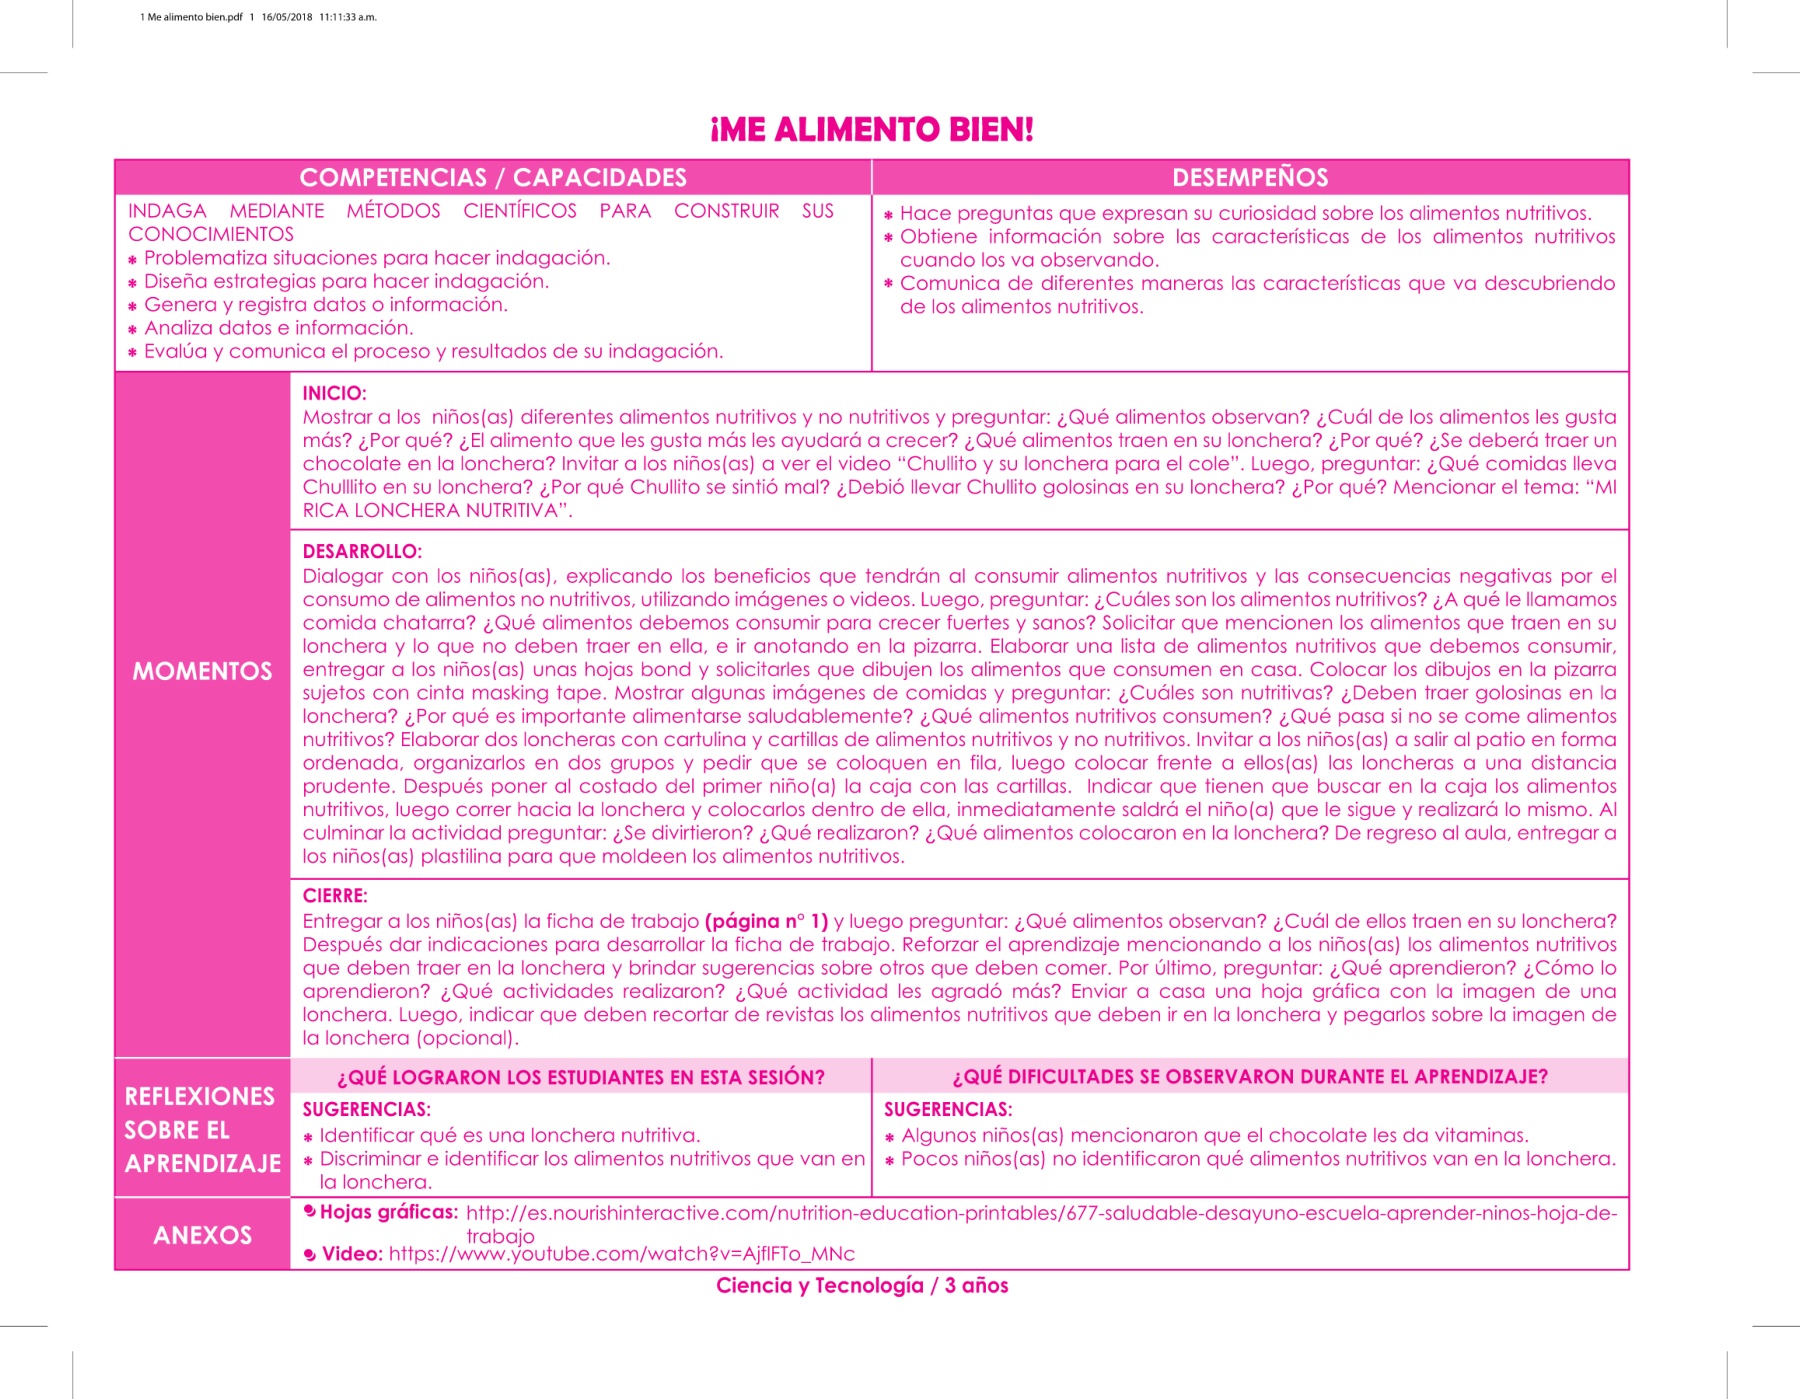 1 Me alimento bien.pdf   1   16/05/2018   11:11:33 a.m.
¡ME ALIMENTO BIEN!
COMPETENCIAS / CAPACIDADES
INDAGA MEDIANTE MÉTODOS CIENTÍFICOS PARA CONSTRUIR SUS
CONOCIMIENTOS
* Problematiza situaciones para hacer indagación.
* Diseña estrategias para hacer indagación.
* Genera y registra datos o información.
* Analiza datos e información.
* Evalúa y comunica el proceso y resultados de su indagación.
DESEMPEÑOS
* Hace preguntas que expresan su curiosidad sobre los alimentos nutritivos.
* Obtiene información sobre las características de los alimentos nutritivos
cuando los va observando.
* Comunica de diferentes maneras las características que va descubriendo
de los alimentos nutritivos.
MOMENTOS
INICIO:
Mostrar a los  niños(as) diferentes alimentos nutritivos y no nutritivos y preguntar: ¿Qué alimentos observan? ¿Cuál de los alimentos les gusta
más? ¿Por qué? ¿El alimento que les gusta más les ayudará a crecer? ¿Qué alimentos traen en su lonchera? ¿Por qué? ¿Se deberá traer un
chocolate en la lonchera? Invitar a los niños(as) a ver el video “Chullito y su lonchera para el cole”. Luego, preguntar: ¿Qué comidas lleva
Chulllito en su lonchera? ¿Por qué Chullito se sintió mal? ¿Debió llevar Chullito golosinas en su lonchera? ¿Por qué? Mencionar el tema: “MI
RICA LONCHERA NUTRITIVA”.
DESARROLLO:
Dialogar con los niños(as), explicando los beneficios que tendrán al consumir alimentos nutritivos y las consecuencias negativas por el
consumo de alimentos no nutritivos, utilizando imágenes o videos. Luego, preguntar: ¿Cuáles son los alimentos nutritivos? ¿A qué le llamamos
comida chatarra? ¿Qué alimentos debemos consumir para crecer fuertes y sanos? Solicitar que mencionen los alimentos que traen en su
lonchera y lo que no deben traer en ella, e ir anotando en la pizarra. Elaborar una lista de alimentos nutritivos que debemos consumir,
entregar a los niños(as) unas hojas bond y solicitarles que dibujen los alimentos que consumen en casa. Colocar los dibujos en la pizarra
sujetos con cinta masking tape. Mostrar algunas imágenes de comidas y preguntar: ¿Cuáles son nutritivas? ¿Deben traer golosinas en la
lonchera? ¿Por qué es importante alimentarse saludablemente? ¿Qué alimentos nutritivos consumen? ¿Qué pasa si no se come alimentos
nutritivos? Elaborar dos loncheras con cartulina y cartillas de alimentos nutritivos y no nutritivos. Invitar a los niños(as) a salir al patio en forma
ordenada, organizarlos en dos grupos y pedir que se coloquen en fila, luego colocar frente a ellos(as) las loncheras a una distancia
prudente. Después poner al costado del primer niño(a) la caja con las cartillas.  Indicar que tienen que buscar en la caja los alimentos
nutritivos, luego correr hacia la lonchera y colocarlos dentro de ella, inmediatamente saldrá el niño(a) que le sigue y realizará lo mismo. Al
culminar la actividad preguntar: ¿Se divirtieron? ¿Qué realizaron? ¿Qué alimentos colocaron en la lonchera? De regreso al aula, entregar a
los niños(as) plastilina para que moldeen los alimentos nutritivos.
CIERRE:
Entregar a los niños(as) la ficha de trabajo (página n° 1) y luego preguntar: ¿Qué alimentos observan? ¿Cuál de ellos traen en su lonchera?
Después dar indicaciones para desarrollar la ficha de trabajo. Reforzar el aprendizaje mencionando a los niños(as) los alimentos nutritivos
que deben traer en la lonchera y brindar sugerencias sobre otros que deben comer. Por último, preguntar: ¿Qué aprendieron? ¿Cómo lo
aprendieron? ¿Qué actividades realizaron? ¿Qué actividad les agradó más? Enviar a casa una hoja gráfica con la imagen de una
lonchera. Luego, indicar que deben recortar de revistas los alimentos nutritivos que deben ir en la lonchera y pegarlos sobre la imagen de
la lonchera (opcional).
REFLEXIONES
SOBRE EL
APRENDIZAJE
¿QUÉ LOGRARON LOS ESTUDIANTES EN ESTA SESIÓN?
SUGERENCIAS:
* Identificar qué es una lonchera nutritiva.
* Discriminar e identificar los alimentos nutritivos que van en
la lonchera.
¿QUÉ DIFICULTADES SE OBSERVARON DURANTE EL APRENDIZAJE?
SUGERENCIAS:
* Algunos niños(as) mencionaron que el chocolate les da vitaminas.
* Pocos niños(as) no identificaron qué alimentos nutritivos van en la lonchera.
ANEXOS
Hojas gráficas: http://es.nourishinteractive.com/nutrition-education-printables/677-saludable-desayuno-escuela-aprender-ninos-hoja-de-
trabajo
Video: https://www.youtube.com/watch?v=AjflFTo_MNc
Ciencia y Tecnología / 3 años